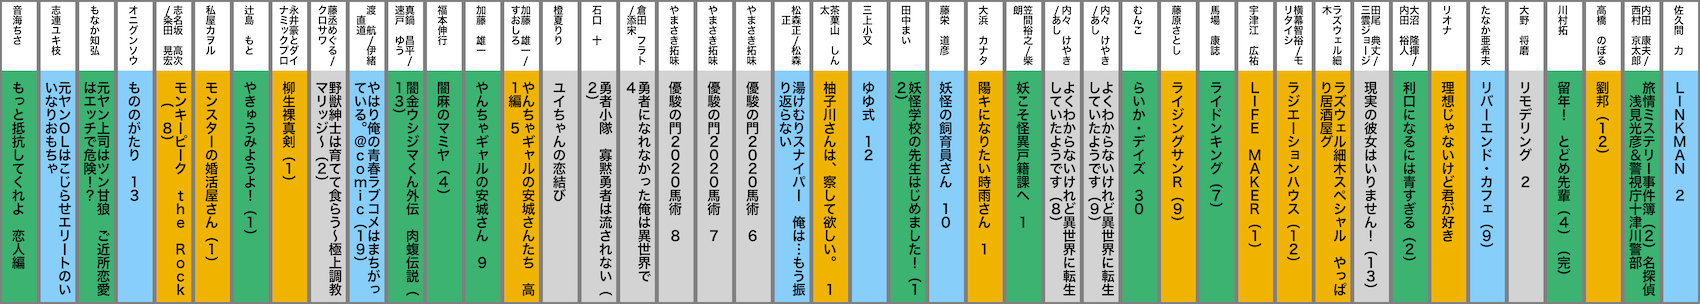 佐久間 力
LINKMAN 2
内田 康夫/
西村 京太郎
旅情ミステリー事件簿(2) 名探偵
浅見光彦&警視庁十津川警部
高橋 のぼる
劉邦(12)
川村拓
留年! とどめ先輩(4)(完)
大野 将磨
リモデリング 2
たなか亜希夫
リバーエンド・カフェ(9)
リオナ
理想じゃないけど君が好き
大沼 隆揮/
内田 裕人
利口になるには青すぎる(2)
田尾 典丈/
三雲ジョージ
現実の彼女はいりません!(13)
ラズウェル細
木
ラズウェル細木スペシャル やっぱ
り居酒屋グ
横幕智裕/モ
リタイシ
ラジエーションハウス(12)
宇津江 広祐
LIFE MAKER(1)
馬場 康誌
ライドンキング(7)
藤原さとし
ライジングサンR(9)
むんこ
らいか・デイズ 30
内々 けやき
/あし
よくわからないけれど異世界に転生
していたようです(9)
内々 けやき
/あし
よくわからないけれど異世界に転生
していたようです(8)
笠間裕之/柴
朗
妖こそ怪異戸籍課へ 1
大浜 カナタ
陽キになりたい時雨さん 1
藤栄 道彦
妖怪の飼育員さん 10
田中まい
妖怪学校の先生はじめました!(1
2)
三上小又
ゆゆ式 12
茶菓山 しん
太
柚子川さんは、察して欲しい。 1
松森正/松森
正
湯けむりスナイパー 俺は…もう振
り返らない
やまさき拓味
優駿の門2020馬術 6
やまさき拓味
優駿の門2020馬術 7
やまさき拓味
優駿の門2020馬術 8
倉田 フラト
/添宋
勇者になれなかった俺は異世界で
4
石口 十
勇者小隊 寡黙勇者は流されない(
2)
橙夏りり
ユイちゃんの恋結び
加藤 雄一/
すおしろ
やんちゃギャルの安城さんたち 高
1編 5
加藤 雄一
やんちゃギャルの安城さん 9
福本伸行
闇麻のマミヤ(4)
真鍋 昌平/
速戸 ゆう
闇金ウシジマくん外伝 肉蝮伝説(
13)
渡 航/伊緒
直道
やはり俺の青春ラブコメはまちがっ
ている。@comic(19)
藤丞めぐる/
クロサワ
野獣紳士は育てて食らう~極上調教
マリッジ~(2)
永井豪とダイ
ナミックプロ
柳生裸真剣(1)
辻島 もと
やぎゅうみようよ!(1)
私屋カヲル
モンスターの婚活屋さん(1)
志名坂 高次
/粂田 晃宏
モンキーピーク the Rock
(8)
オニグンソウ
もののがたり 13
もなか知弘
元ヤン上司はツン甘狼 ご近所恋愛
はエッチで危険!?
志連ユキ枝
元ヤンOLはこじらせエリートのい
いなりおもちゃ
音海ちさ
もっと抵抗してくれよ 恋人編